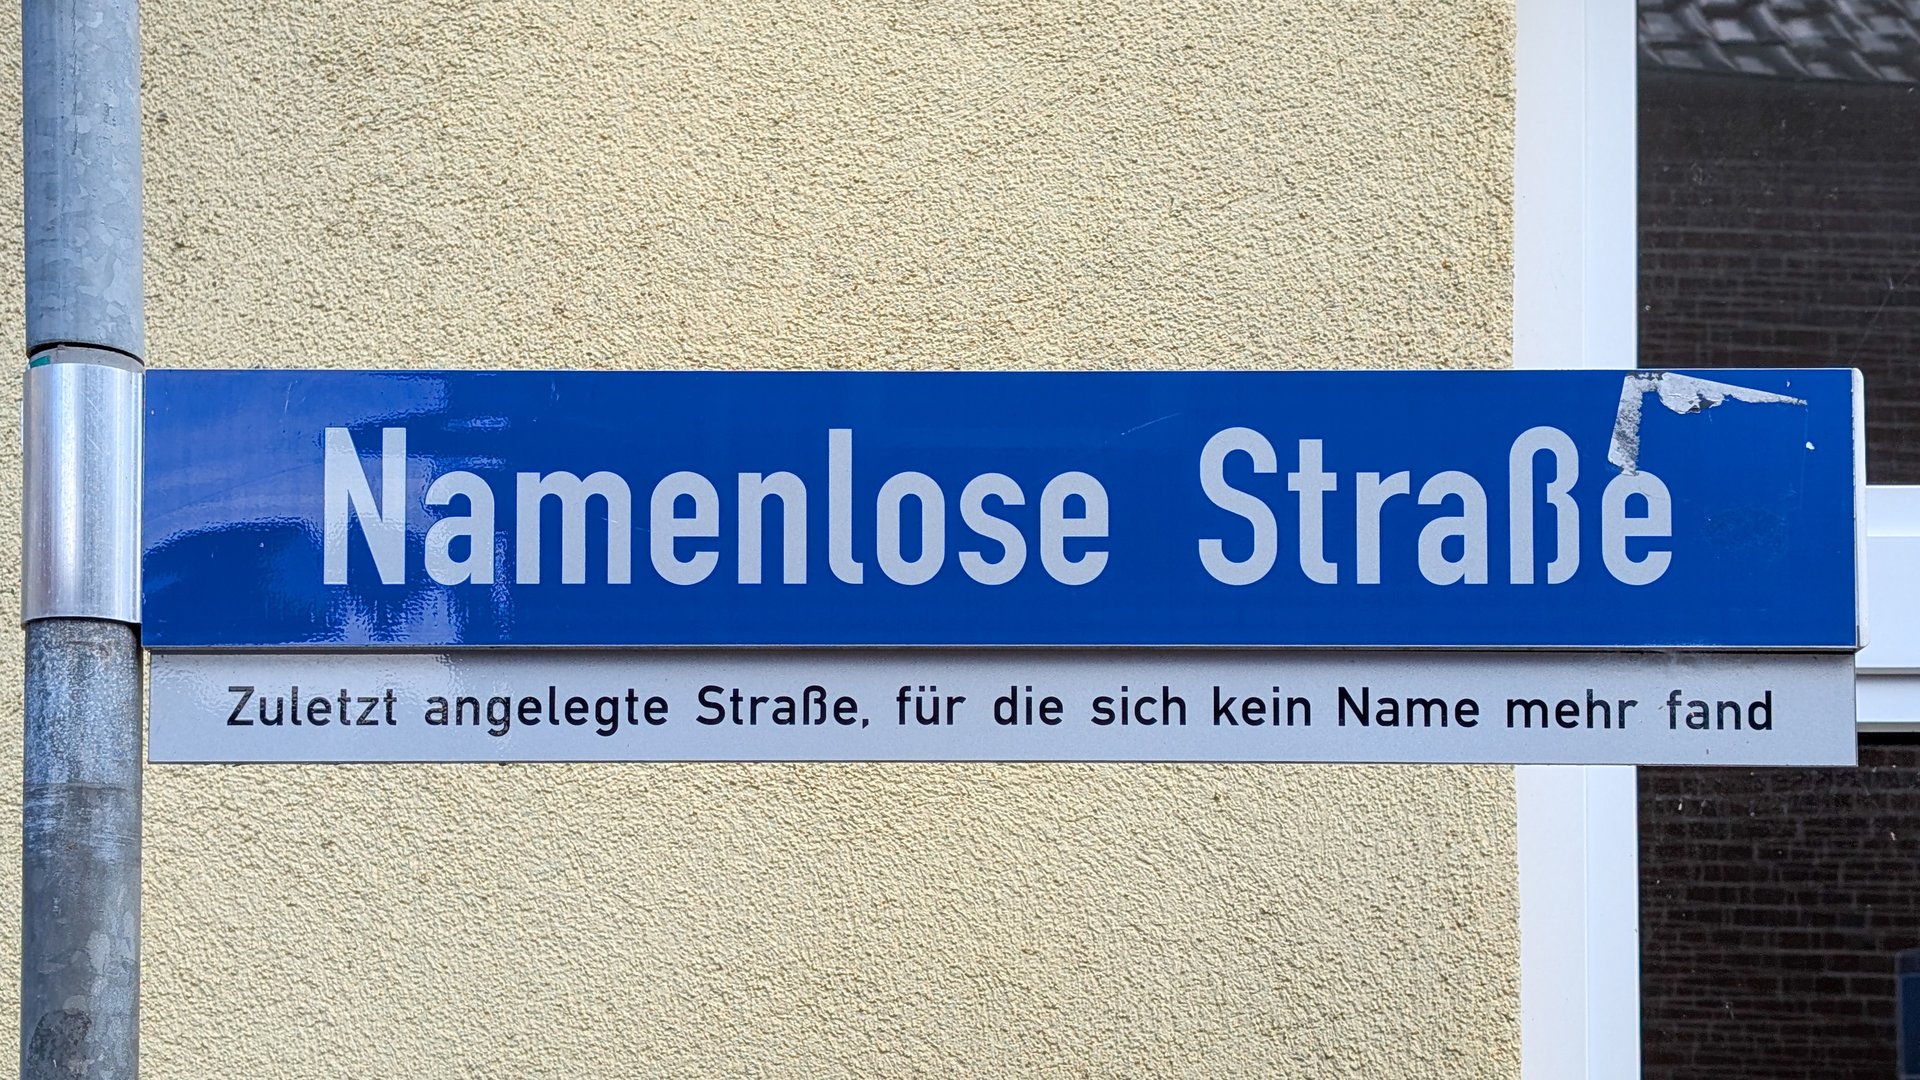 Namenlose Straße
Zuletzt angelegte Straße, für die sich kein Name mehr fand